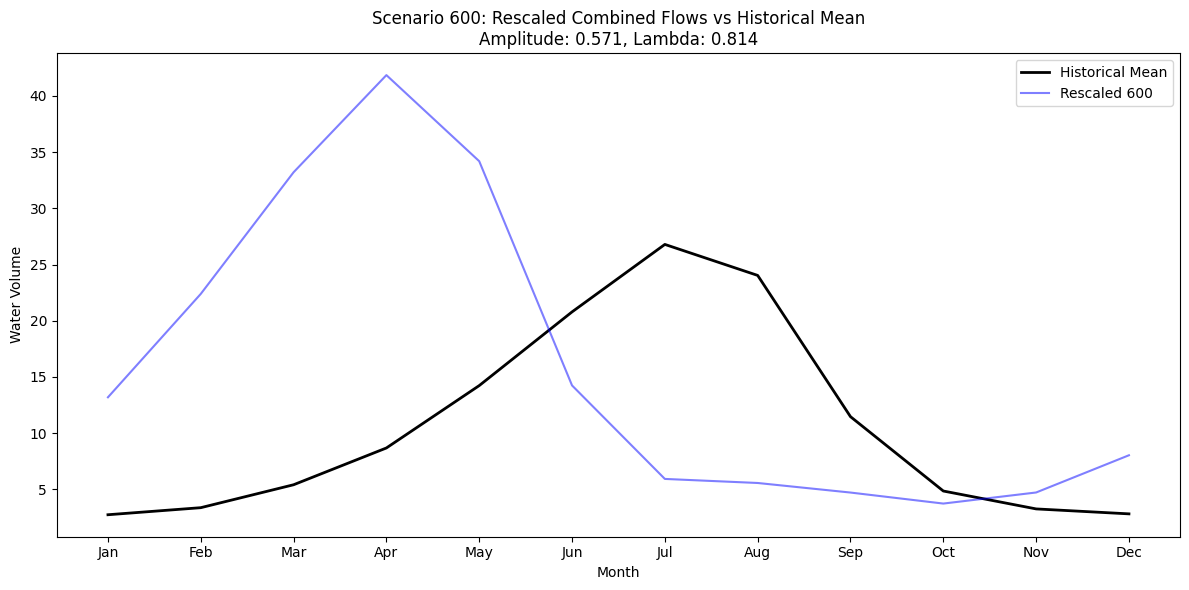 Scenario 600: Rescaled Combined Flows vs Historical Mean
Amplitude: 0.571, Lambda: 0.814
Historical Mean
Rescaled 600
Water Volume
40
35
30
25
20
15
10
5
Jan Feb Mar Apr May Jun Jul Aug Sep Oct Nov Dec
Month